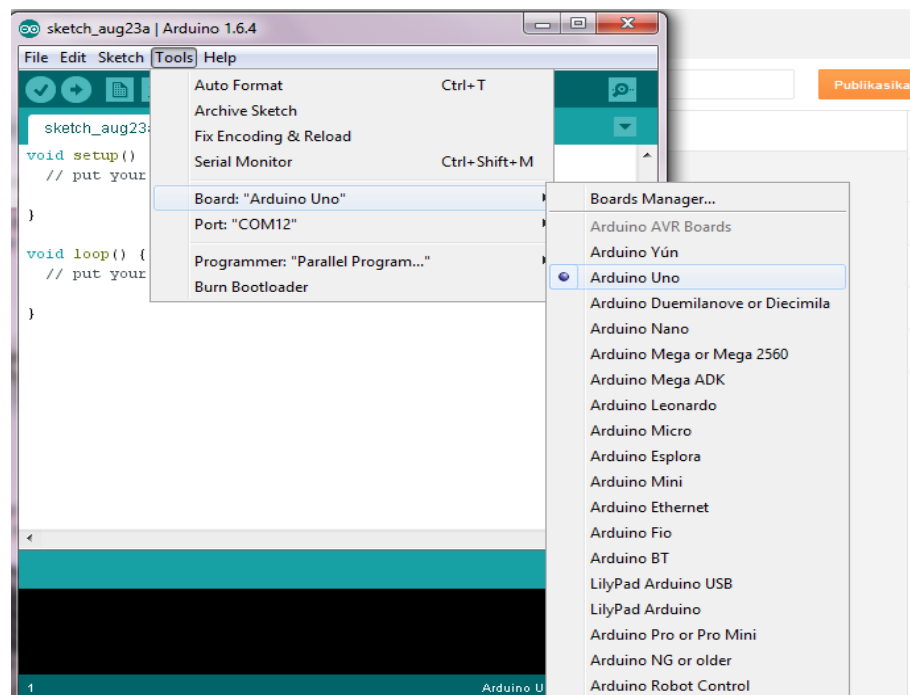 sketch_aug23a | Arduino 1.6.4
File Edit Sketch Tools Help
Auto Format Ctrl+T
Archive Sketch
Fix Encoding & Reload
Serial Monitor Ctrl+Shift+M
Board: "Arduino Uno"
Port: "COM12"
Programmer: "Parallel Program..."
Burn Bootloader
sketch_aug23a
void setup()
// put your
}
void loop() {
// put your
}
1
Arduino U
Publikasika
Boards Manager...
Arduino AVR Boards
Arduino Yún
Arduino Uno
Arduino Duemilanove or Diecimila
Arduino Nano
Arduino Mega or Mega 2560
Arduino Mega ADK
Arduino Leonardo
Arduino Micro
Arduino Esplora
Arduino Mini
Arduino Ethernet
Arduino Fio
Arduino BT
LilyPad Arduino USB
LilyPad Arduino
Arduino Pro or Pro Mini
Arduino NG or older
Arduino Robot Control